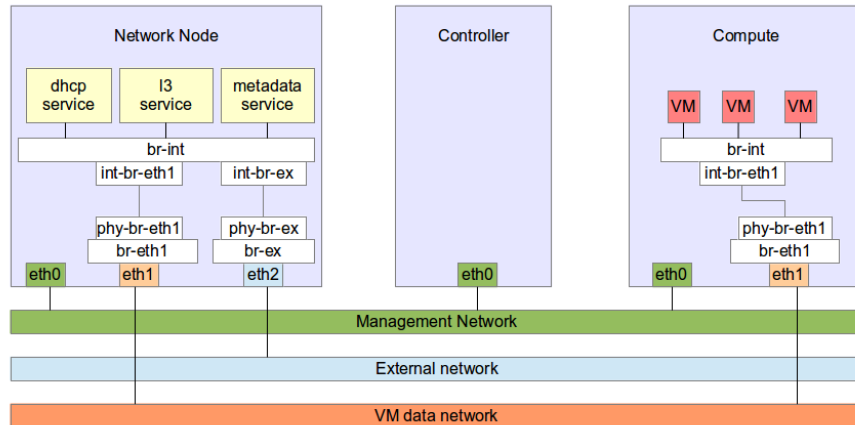 Network Node
Controller
Compute
dhcp
service
l3
service
metadata
service
VM
VM
VM
br-int
br-int
int-br-eth1
int-br-ex
int-br-eth1
phy-br-eth1
phy-br-ex
phy-br-eth1
br-eth1
br-ex
br-eth1
eth0
eth1
eth2
eth0
eth0
eth1
Management Network
External network
VM data network